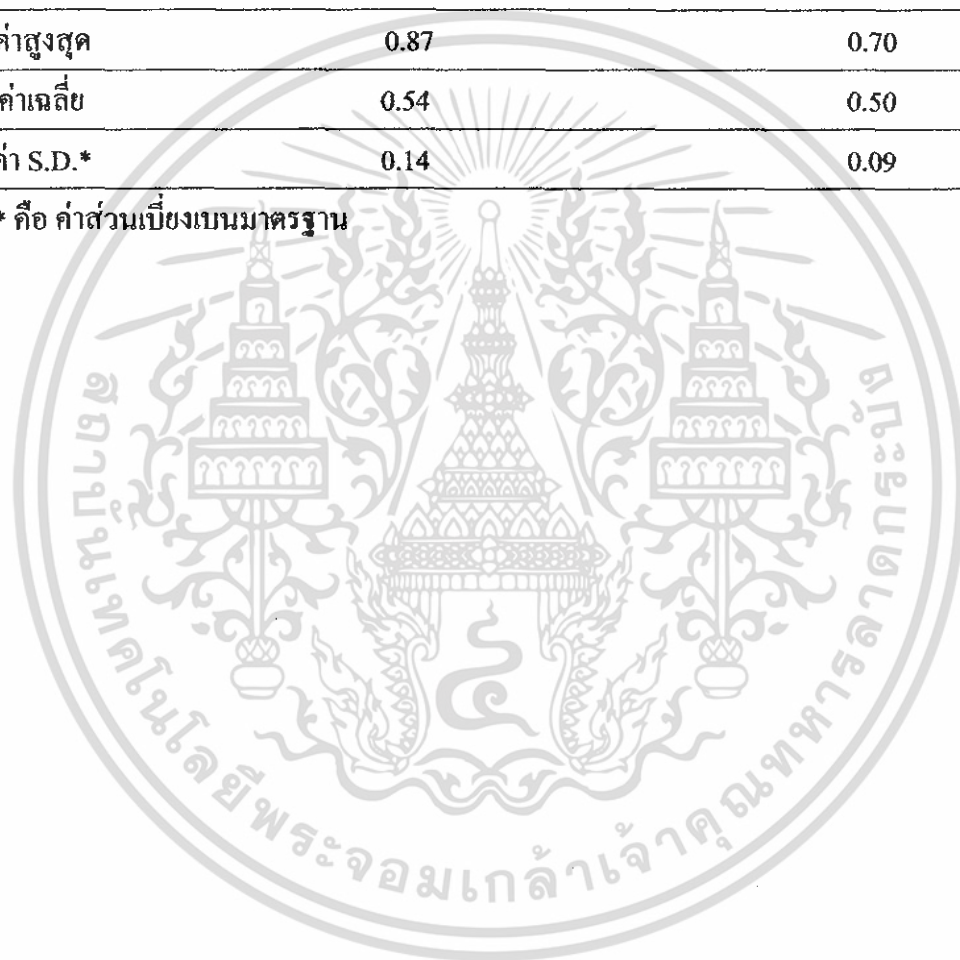 ค่าสูงสุด 0.87 0.70
ค่าเฉลี่ย 0.54 0.50
ค่า S.D.* 0.14 0.09
* คือ ค่าส่วนเบี่ยงเบนมาตรฐาน
สถาบันเทคโนโลยีพระจอมเกล้าเจ้าคุณทหารลาดกระบัง